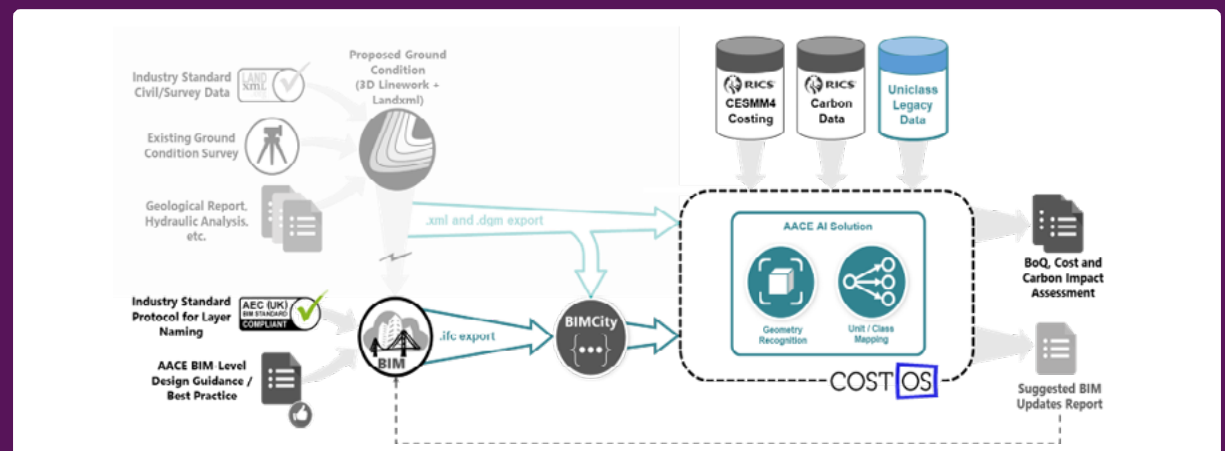 Industry Standard
Civil/Survey Data
LAND
XML
Existing Ground
Condition Survey
Geological Report,
Hydraulic Analysis,
etc.
Proposed Ground
Condition
(3D Linework +
Landxml)
.xml and .dqm export
Industry Standard
Protocol for Layer
Naming
AEC (UK)
BIM STANDARD
COMPLIANT
AACE BIM-Level
Design Guidance /
Best Practice
BIM
.ifc export
BIMCity
{...}
RICS
CESMM4
Costing
RICS
Carbon
Data
Uniclass
Legacy
Data
AACE AI Solution
Geometry
Recognition
Unit / Class
Mapping
COSTOS
BoQ, Cost and
Carbon Impact
Assessment
Suggested BIM
Updates Report